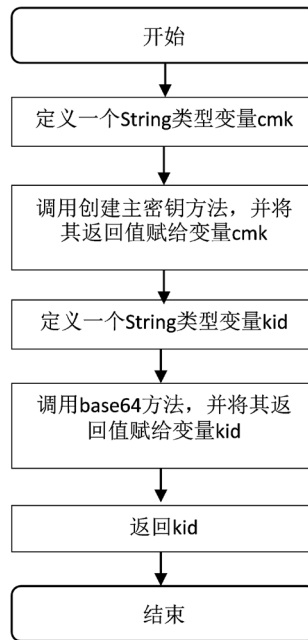 开始
定义一个String类型变量cmk
调用创建主密钥方法，并将
其返回值赋给变量cmk
定义一个String类型变量kid
调用base64方法，并将其返
回值赋给变量kid
返回kid
结束